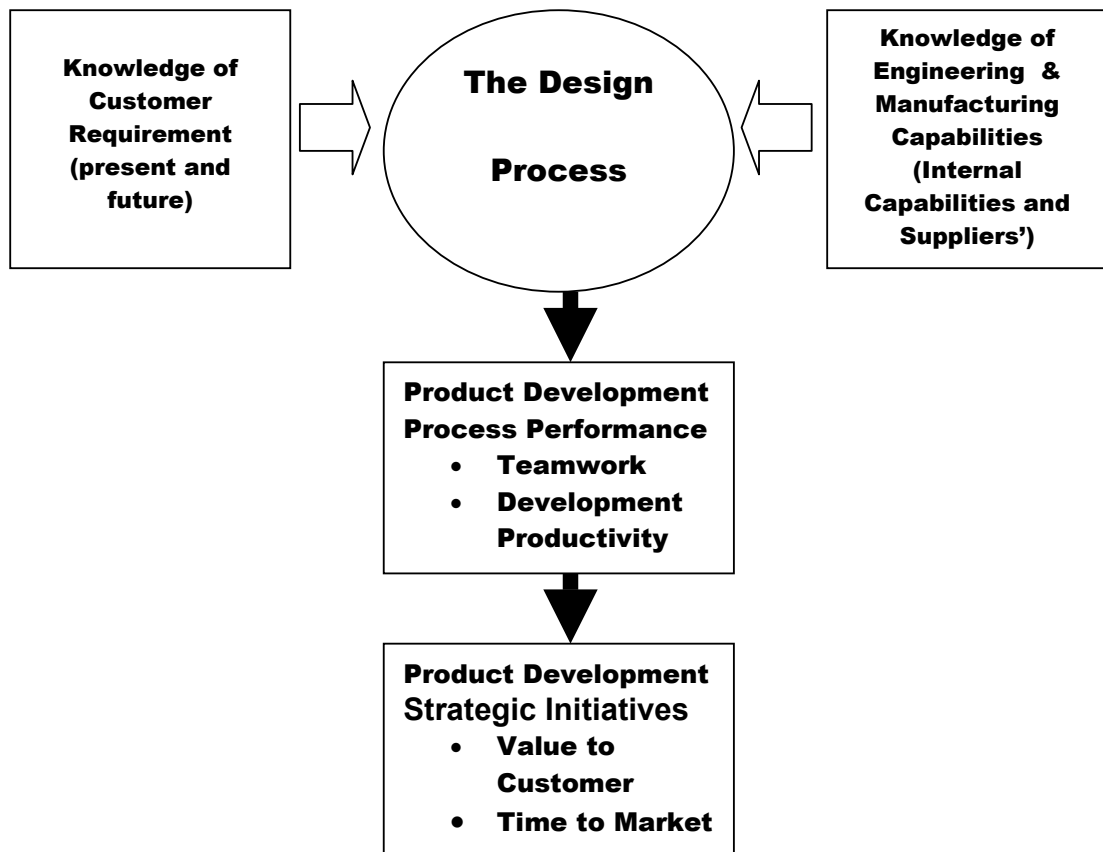 Knowledge of
Customer
Requirement
(present and
future)
The Design
Process
Knowledge of
Engineering &
Manufacturing
Capabilities
(Internal
Capabilities and
Suppliers’)
Product Development
Process Performance
• Teamwork
• Development
Productivity
Product Development
Strategic Initiatives
• Value to
Customer
• Time to Market